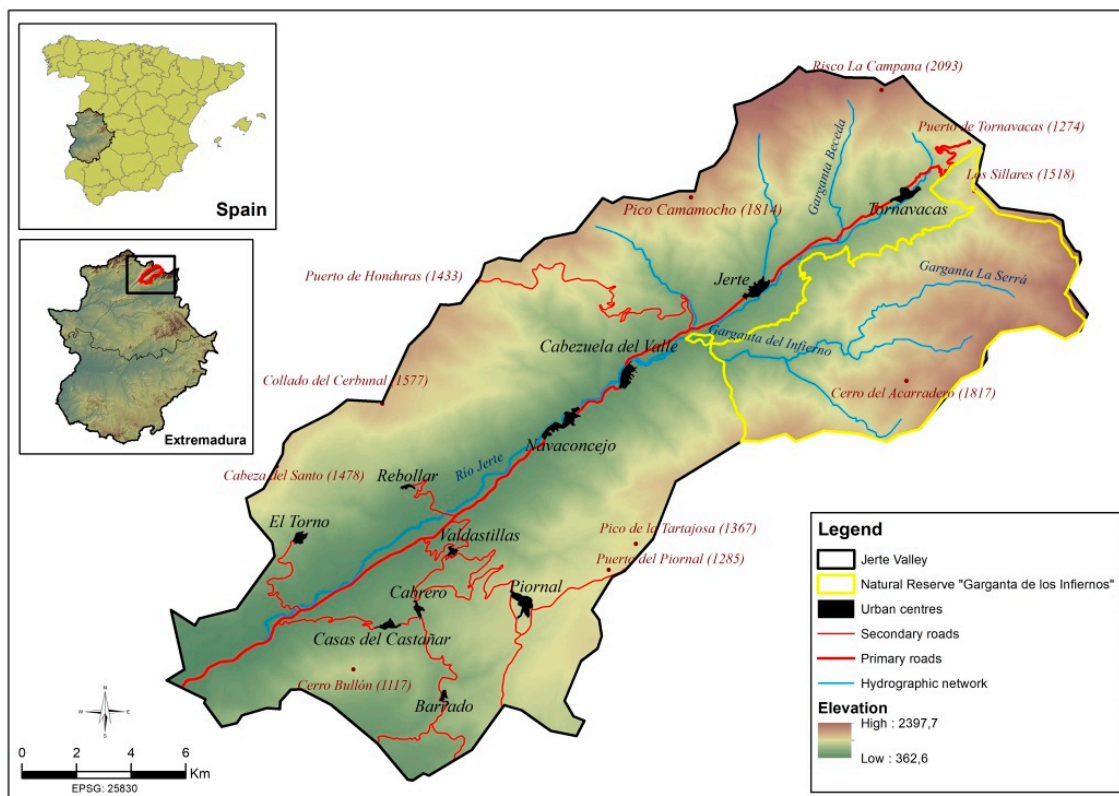 Spain
Extremadura
Risco La Campana (2093)
Puerto de Tornavacas (1274)
Los Sillares (1518)
Garganta Beceda
Tornavacas
Pico Camamocho (1814)
Puerto de Honduras (1433)
Garganta La Serrá
Jerte
Garganta del Infierno
Cabezuela del Valle
Collado del Cerbunal (1577)
Cerro del Acarradero (1817)
Navaconcejo
Río Jerte
Cabeza del Santo (1478)
Rebollar
El Torno
Valdastillas
Pico de la Tartajosa (1367)
Puerto del Piornal (1285)
Piornal
Cabrero
Casas del Castañar
Cerro Bullón (1117)
Barrado
N
W
E
S
0 2 4 6
Km
EPSG: 25830
Legend
Jerte Valley
Natural Reserve "Garganta de los Infiernos"
Urban centres
Secondary roads
Primary roads
Hydrographic network
Elevation
High : 2397,7
Low : 362,6